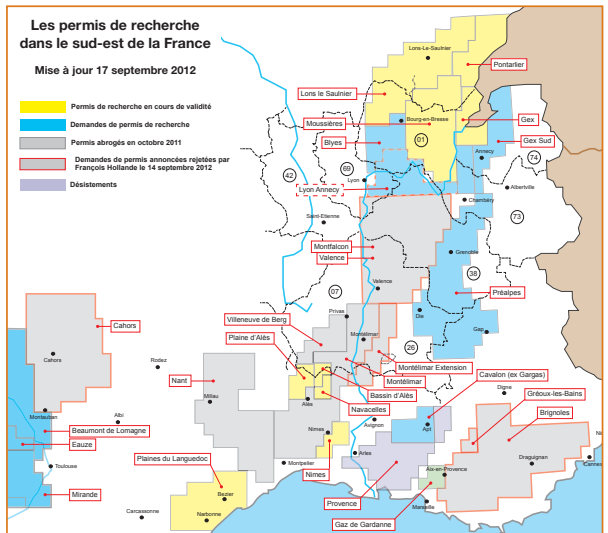 Les permis de recherche
dans le sud-est de la France
Mise à jour 17 septembre 2012
Permis de recherche en cours de validité
Demandes de permis de recherche
Permis abrogés en octobre 2011
Demandes de permis annoncées rejetées par
François Hollande le 14 septembre 2012
Désistements
Lons-Le-Saulnier
Pontarlier
Lons le Saulnier
Moussières
Bourg-en-Bresse
Gex
01
Blyes
Gex Sud
Annecy
74
69
42
Lyon
Lyon Annecy
Albertville
Chambéry
Saint-Etienne
73
Montfalcon
Valence
Grenoble
38
Valence
Préalpes
07
Privas
Die
Villeneuve de Berg
Gap
Cahors
Plaine d'Alès
Montélimar
26
Cahors
Rodez
Montélimar Extension
Nant
Montélimar
Cavalon (ex Gargas)
Bassin d'Alès
Digne
Millau
Alès
Navacelles
Gréoux-les-Bains
Montauban
Albi
Avignon
Brignoles
Beaumont de Lomagne
Nimes
Apt
Eauze
Plaines du Languedoc
Arles
Draguignan
Toulouse
Montpelier
Nimes
Aix-en-Provence
Cannes
Mirande
Bezier
Provence
Marseille
Carcassonne
Narbonne
Gaz de Gardanne